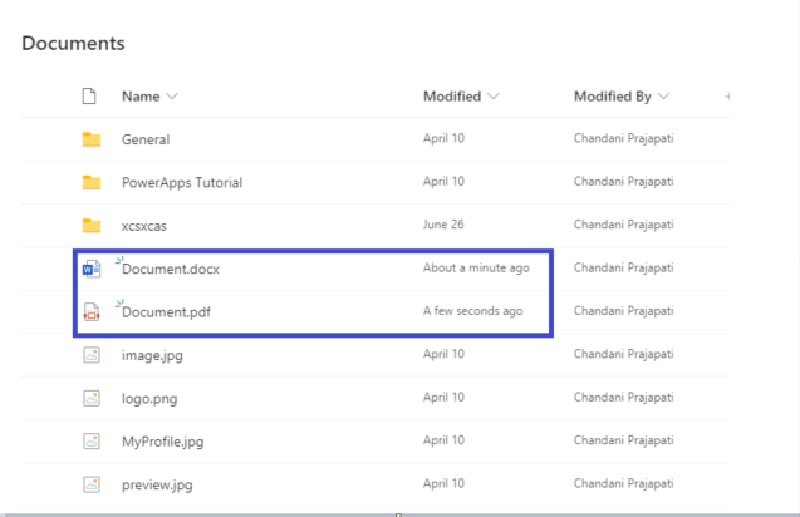 Documents
Name Modified Modified By +
General April 10 Chandani Prajapati
PowerApps Tutorial April 10 Chandani Prajapati
xcsxcas June 26 Chandani Prajapati
Document.docx About a minute ago Chandani Prajapati
Document.pdf A few seconds ago Chandani Prajapati
image.jpg April 10 Chandani Prajapati
logo.png April 10 Chandani Prajapati
MyProfile.jpg April 10 Chandani Prajapati
preview.jpg April 10 Chandani Prajapati